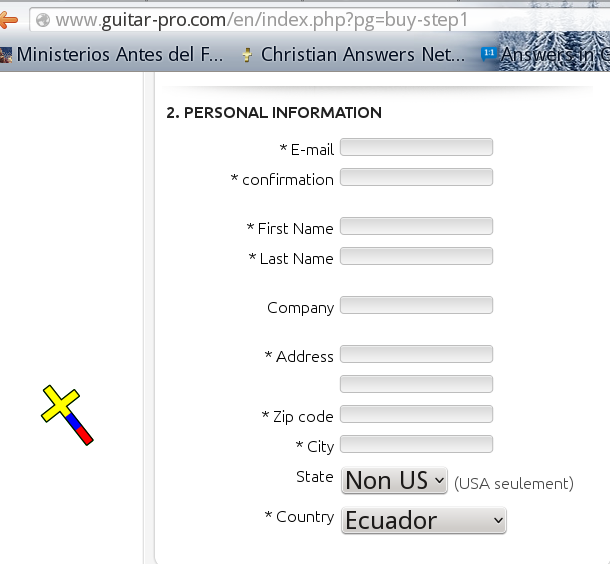 www.guitar-pro.com/en/index.php?pg=buy-step1
Ministerios Antes del F... Christian Answers Net... Answers in
2. PERSONAL INFORMATION
* E-mail
* confirmation
* First Name
* Last Name
Company
* Address
* Zip code
* City
State Non US (USA seulement)
* Country Ecuador